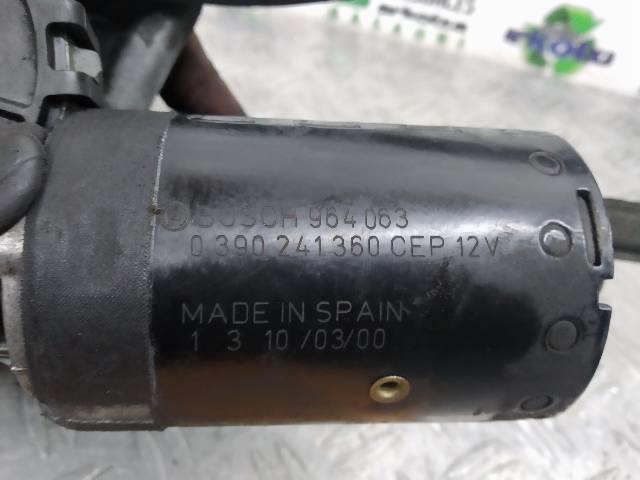 BOSCH 964 063
0 390 241 360 CEP 12V
MADE IN SPAIN
1 3 10 /03/00